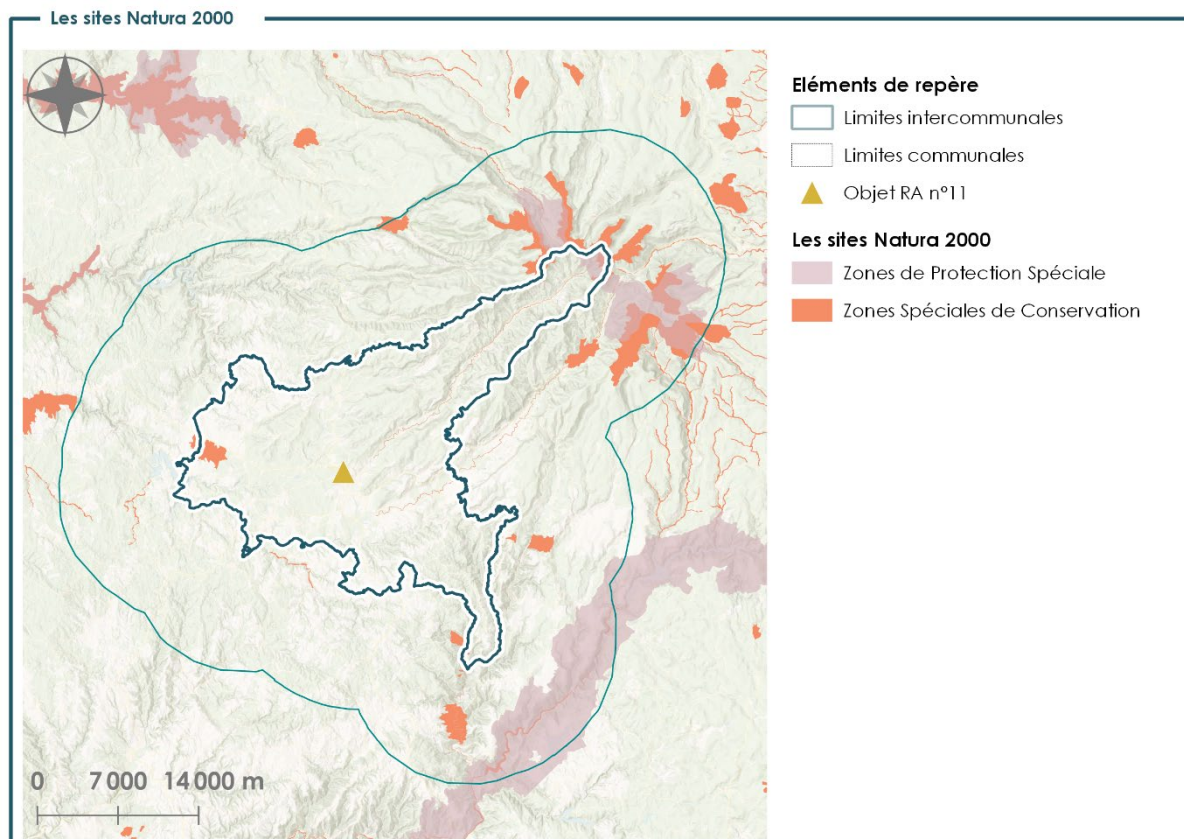 Les sites Natura 2000
Eléments de repère
Limites intercommunales
Limites communales
Objet RA n°11
Les sites Natura 2000
Zones de Protection Spéciale
Zones Spéciales de Conservation
0 7 000 14 000 m